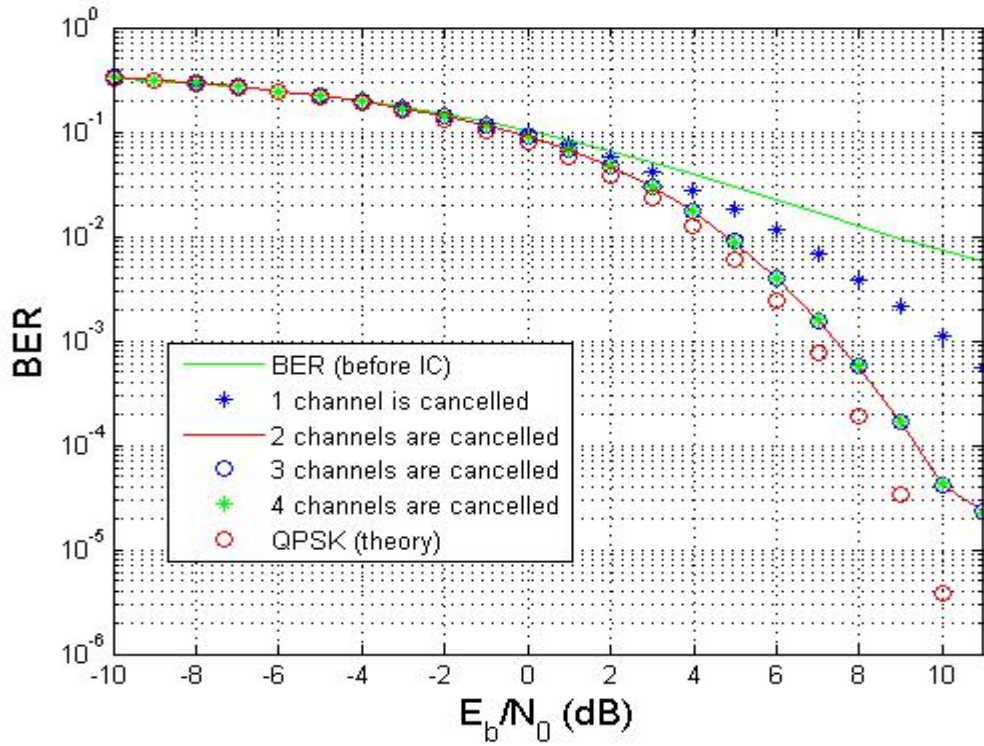 10^0
10^-1
10^-2
10^-3
10^-4
10^-5
10^-6
BER
BER (before IC)
1 channel is cancelled
2 channels are cancelled
3 channels are cancelled
4 channels are cancelled
QPSK (theory)
-10 -8 -6 -4 -2 0 2 4 6 8 10
E_b/N_0 (dB)